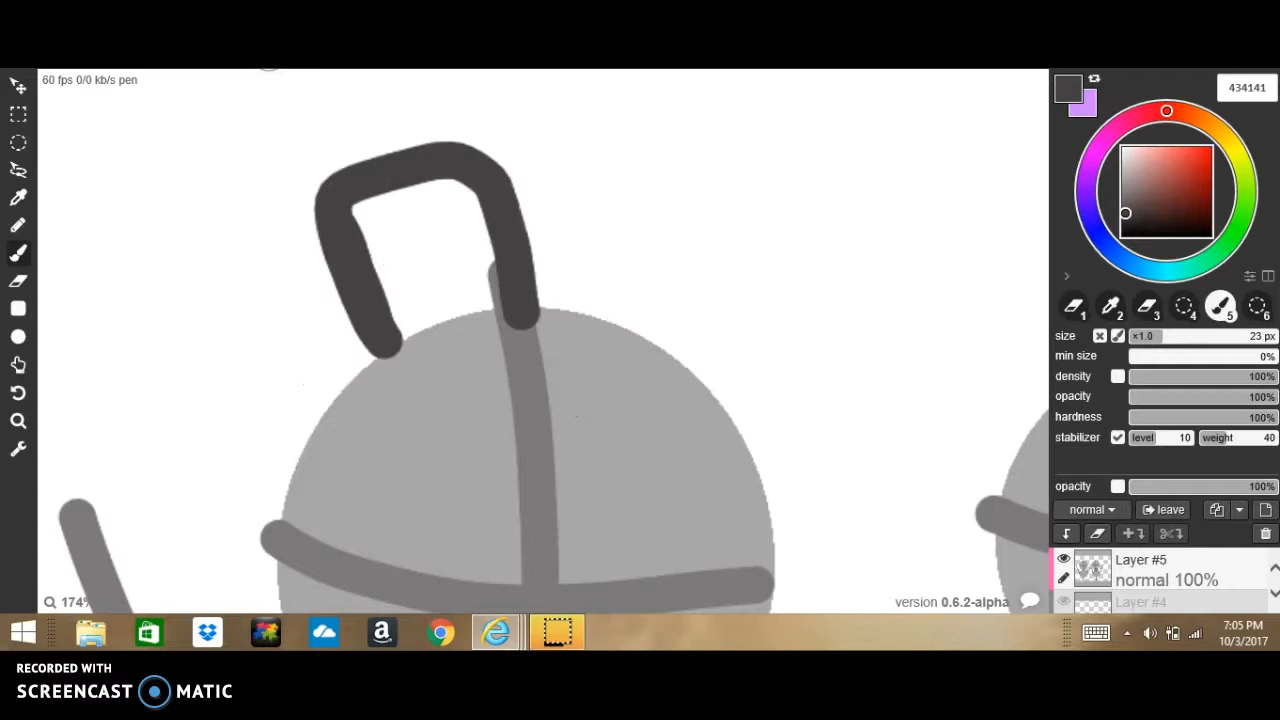 60 fps 0/0 kb/s pen
434141
1 2 3 4 5 6
size ×1.0 23 px
min size 0%
density 100%
opacity 100%
hardness 100%
stabilizer level 10 weight 40
opacity 100%
normal leave
Layer #5
normal 100%
Layer #4
174%
version 0.6.2-alpha
7:05 PM
10/3/2017
RECORDED WITH
SCREENCAST MATIC